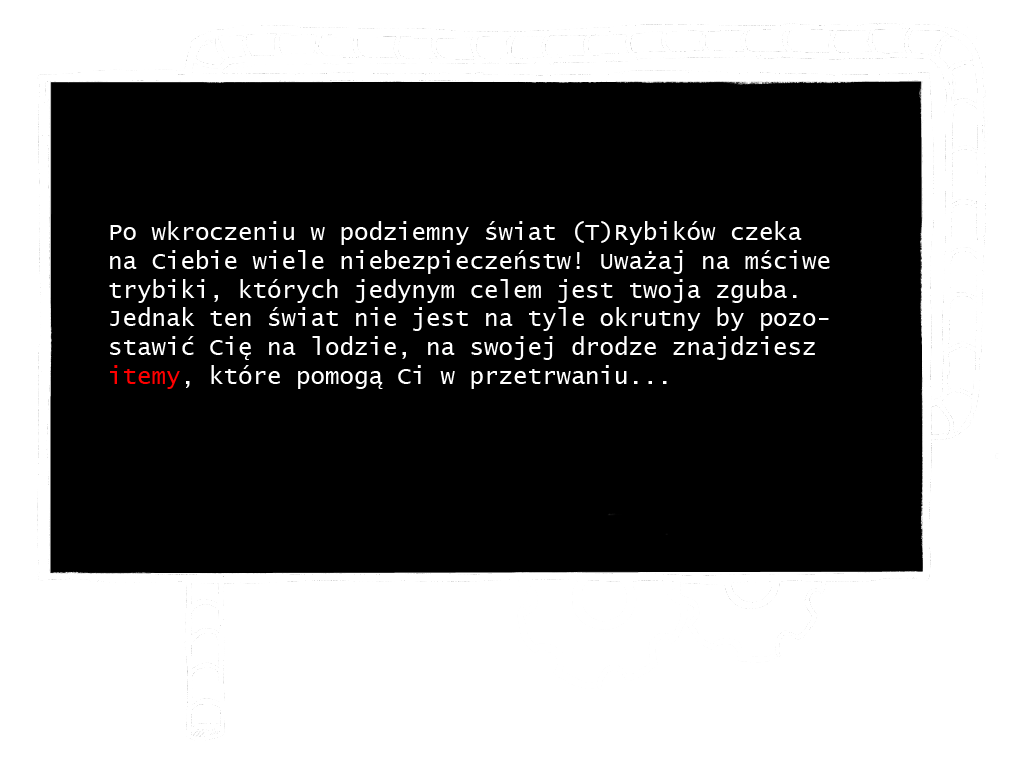 Po wkroczeniu w podziemny świat (T)Rybików czeka
na Ciebie wiele niebezpieczeństw! Uważaj na mściwe
trybiki, których jedynym celem jest twoja zguba.
Jednak ten świat nie jest na tyle okrutny by pozo-
stawić Cię na lodzie, na swojej drodze znajdziesz
itemy, które pomogą Ci w przetrwaniu...